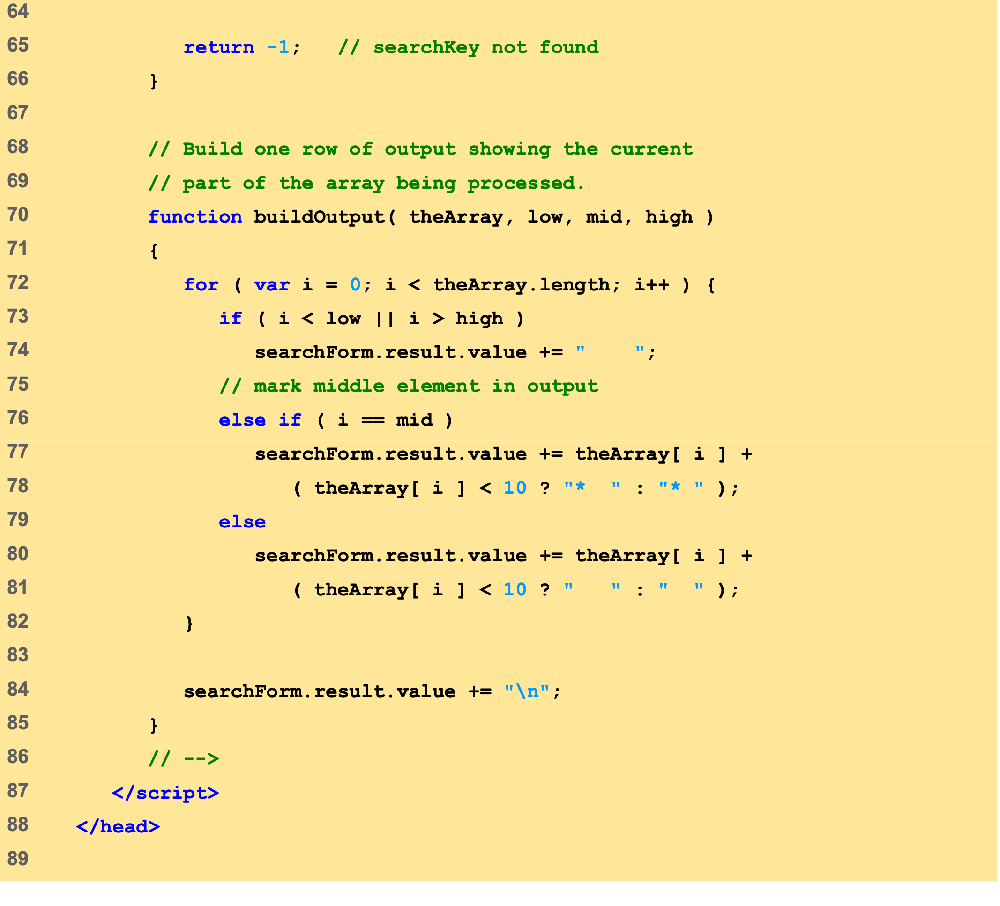 64
65             return -1;   // searchKey not found
66          }
67
68          // Build one row of output showing the current
69          // part of the array being processed.
70          function buildOutput( theArray, low, mid, high )
71          {
72             for ( var i = 0; i < theArray.length; i++ ) {
73                if ( i < low || i > high )
74                   searchForm.result.value += "    ";
75                // mark middle element in output
76                else if ( i == mid )
77                   searchForm.result.value += theArray[ i ] +
78                      ( theArray[ i ] < 10 ? "*  " : "* " );
79                else
80                   searchForm.result.value += theArray[ i ] +
81                      ( theArray[ i ] < 10 ? "   " : "  " );
82             }
83
84             searchForm.result.value += "\n";
85          }
86          // -->
87       </script>
88    </head>
89